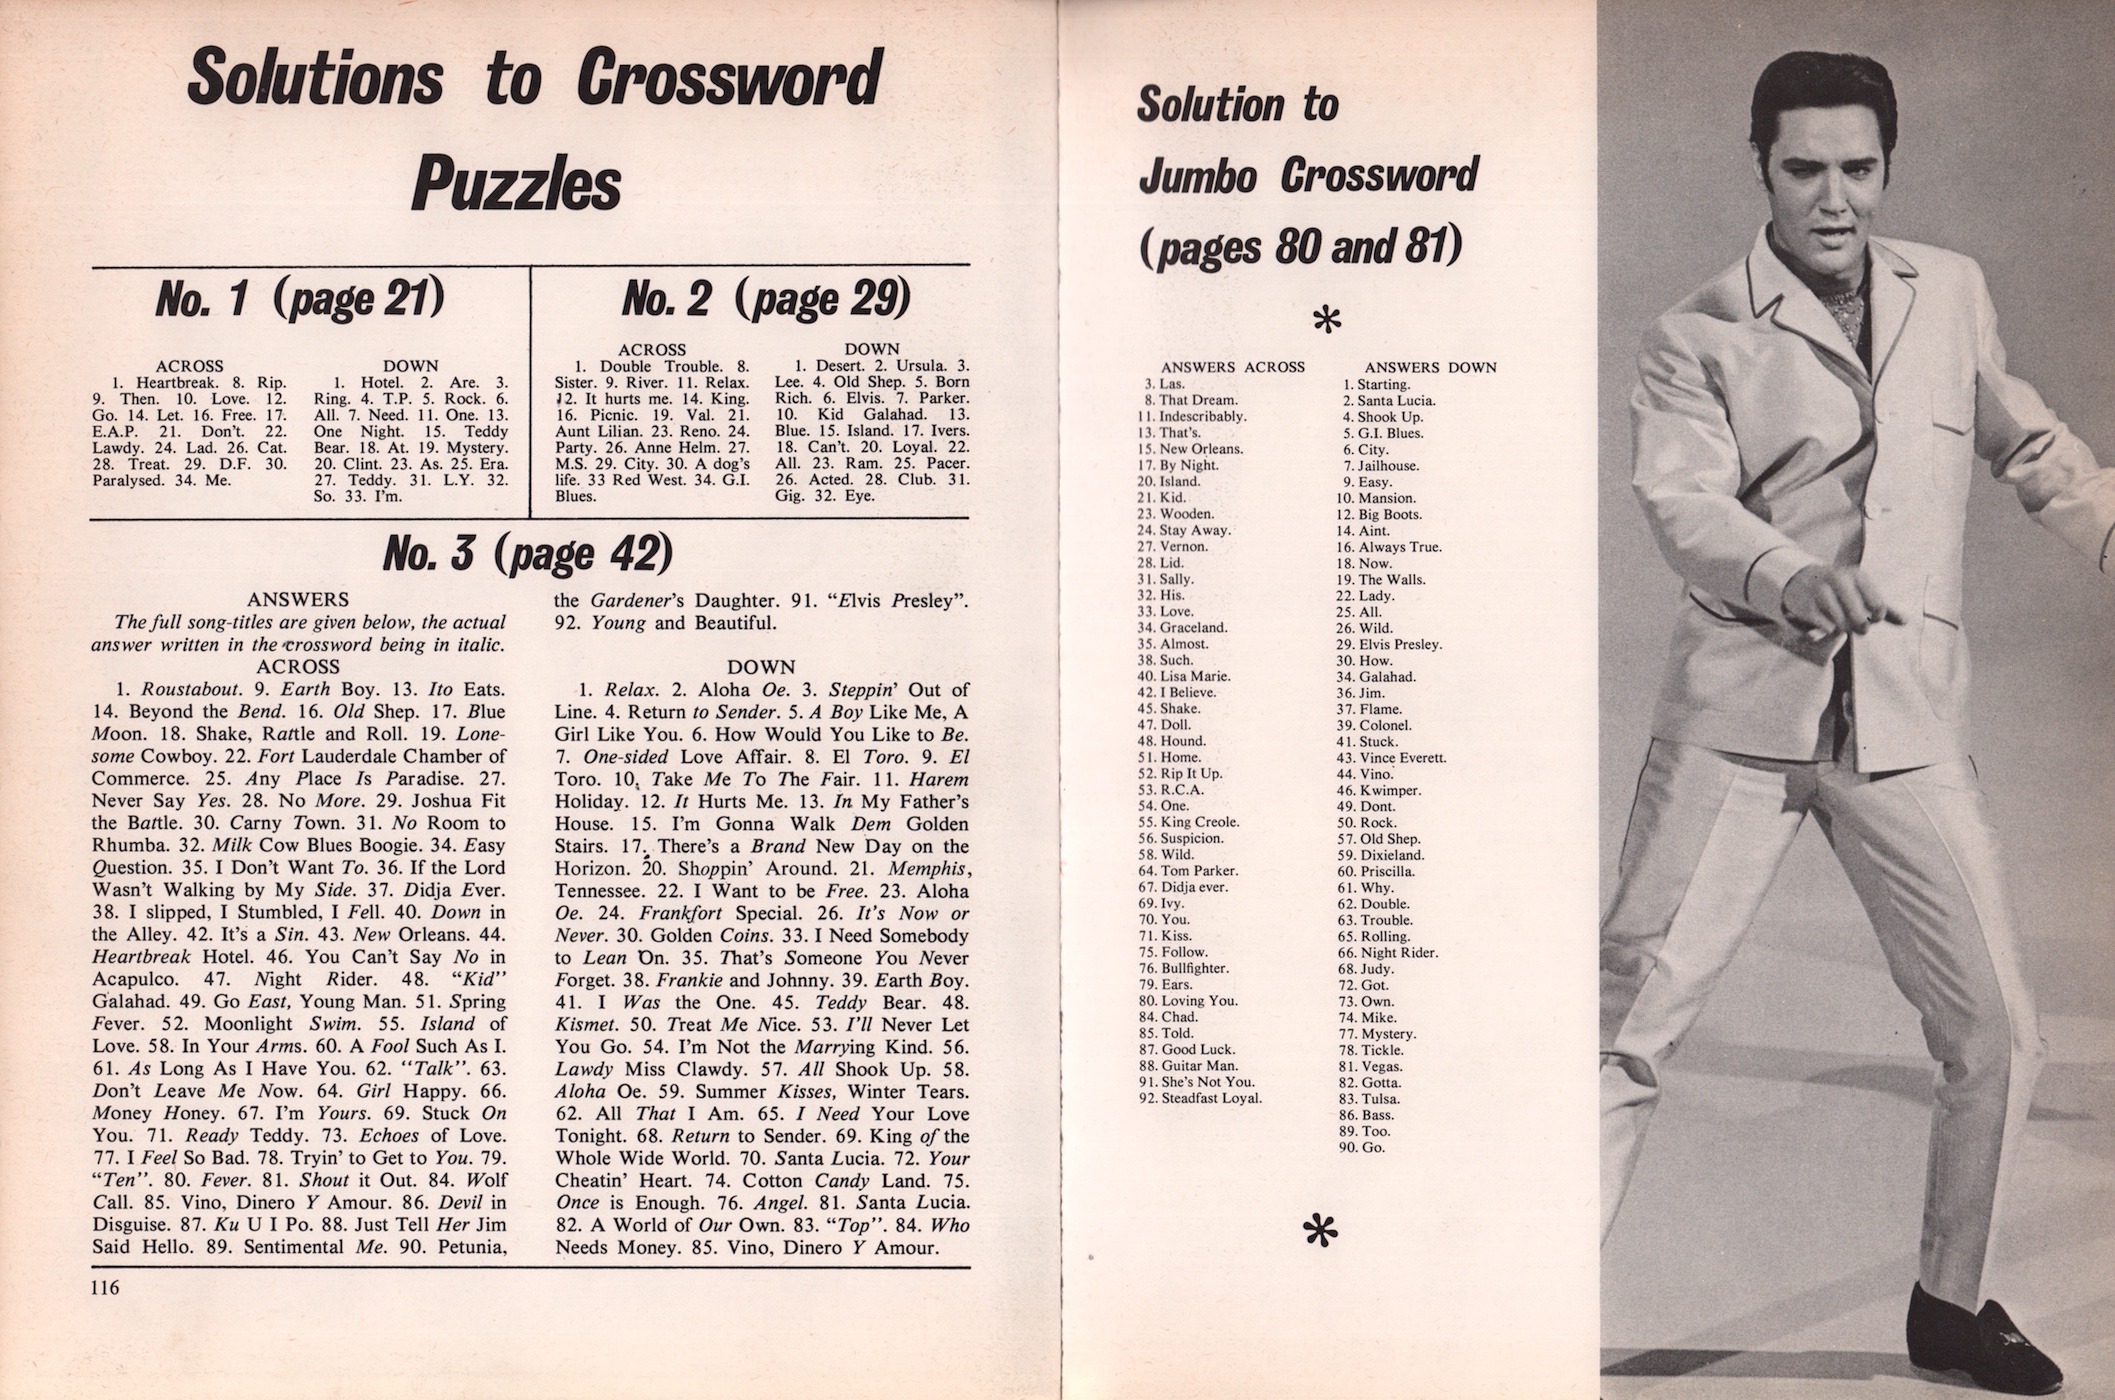 Solutions to Crossword
Puzzles
No. 1 (page 21)
ACROSS
1. Heartbreak. 8. Rip.
9. Then. 10. Love. 12.
Go. 14. Let. 16. Free. 17.
E.A.P. 21. Don't. 22.
Lawdy. 24. Lad. 26. Cat.
28. Treat. 29. D.F. 30.
Paralysed. 34. Me.
DOWN
1. Hotel. 2. Are. 3.
Ring. 4. T.P. 5. Rock. 6.
All. 7. Need. 11. One. 13.
One Night. 15. Teddy
Bear. 18. At. 19. Mystery.
20. Clint. 23. As. 25. Era.
27. Teddy. 31. L.Y. 32.
So. 33. I'm.
No. 2 (page 29)
ACROSS
1. Double Trouble. 8.
Sister. 9. River. 11. Relax.
12. It hurts me. 14. King.
16. Picnic. 19. Val. 21.
Aunt Lilian. 23. Reno. 24.
Party. 26. Anne Helm. 27.
M.S. 29. City. 30. A dog's
life. 33 Red West. 34. G.I.
Blues.
DOWN
1. Desert. 2. Ursula. 3.
Lee. 4. Old Shep. 5. Born
Rich. 6. Elvis. 7. Parker.
10. Kid Galahad. 13.
Blue. 15. Island. 17. Ivers.
18. Can't. 20. Loyal. 22.
All. 23. Ram. 25. Pacer.
26. Acted. 28. Club. 31.
Gig. 32. Eye.
No. 3 (page 42)
ANSWERS
The full song-titles are given below, the actual
answer written in the crossword being in italic.
ACROSS
1. Roustabout. 9. Earth Boy. 13. Ito Eats.
14. Beyond the Bend. 16. Old Shep. 17. Blue
Moon. 18. Shake, Rattle and Roll. 19. Lone-
some Cowboy. 22. Fort Lauderdale Chamber of
Commerce. 25. Any Place Is Paradise. 27.
Never Say Yes. 28. No More. 29. Joshua Fit
the Battle. 30. Carny Town. 31. No Room to
Rhumba. 32. Milk Cow Blues Boogie. 34. Easy
Question. 35. I Don't Want To. 36. If the Lord
Wasn't Walking by My Side. 37. Didja Ever.
38. I slipped, I Stumbled, I Fell. 40. Down in
the Alley. 42. It's a Sin. 43. New Orleans. 44.
Heartbreak Hotel. 46. You Can't Say No in
Acapulco. 47. Night Rider. 48. "Kid"
Galahad. 49. Go East, Young Man. 51. Spring
Fever. 52. Moonlight Swim. 55. Island of
Love. 58. In Your Arms. 60. A Fool Such As I.
61. As Long As I Have You. 62. "Talk". 63.
Don't Leave Me Now. 64. Girl Happy. 66.
Money Honey. 67. I'm Yours. 69. Stuck On
You. 71. Ready Teddy. 73. Echoes of Love.
77. I Feel So Bad. 78. Tryin' to Get to You. 79.
"Ten". 80. Fever. 81. Shout it Out. 84. Wolf
Call. 85. Vino, Dinero Y Amour. 86. Devil in
Disguise. 87. Ku U I Po. 88. Just Tell Her Jim
Said Hello. 89. Sentimental Me. 90. Petunia,
the Gardener's Daughter. 91. "Elvis Presley".
92. Young and Beautiful.
DOWN
1. Relax. 2. Aloha Oe. 3. Steppin' Out of
Line. 4. Return to Sender. 5. A Boy Like Me, A
Girl Like You. 6. How Would You Like to Be.
7. One-sided Love Affair. 8. El Toro. 9. El
Toro. 10. Take Me To The Fair. 11. Harem
Holiday. 12. It Hurts Me. 13. In My Father's
House. 15. I'm Gonna Walk Dem Golden
Stairs. 17. There's a Brand New Day on the
Horizon. 20. Shoppin' Around. 21. Memphis,
Tennessee. 22. I Want to be Free. 23. Aloha
Oe. 24. Frankfort Special. 26. It's Now or
Never. 30. Golden Coins. 33. I Need Somebody
to Lean On. 35. That's Someone You Never
Forget. 38. Frankie and Johnny. 39. Earth Boy.
41. I Was the One. 45. Teddy Bear. 48.
Kismet. 50. Treat Me Nice. 53. I'll Never Let
You Go. 54. I'm Not the Marrying Kind. 56.
Lawdy Miss Clawdy. 57. All Shook Up. 58.
Aloha Oe. 59. Summer Kisses, Winter Tears.
62. All That I Am. 65. I Need Your Love
Tonight. 68. Return to Sender. 69. King of the
Whole Wide World. 70. Santa Lucia. 72. Your
Cheatin' Heart. 74. Cotton Candy Land. 75.
Once is Enough. 76. Angel. 81. Santa Lucia.
82. A World of Our Own. 83. "Top". 84. Who
Needs Money. 85. Vino, Dinero Y Amour.
116
Solution to
Jumbo Crossword
(pages 80 and 81)
*
ANSWERS ACROSS
3. Las.
8. That Dream.
11. Indescribably.
13. That's.
15. New Orleans.
17. By Night.
20. Island.
21. Kid.
23. Wooden.
24. Stay Away.
27. Vernon.
28. Lid.
31. Sally.
32. His.
33. Love.
34. Graceland.
35. Almost.
38. Such.
40. Lisa Marie.
42. I Believe.
45. Shake.
47. Doll.
48. Hound.
51. Home.
52. Rip It Up.
53. R.C.A.
54. One.
55. King Creole.
56. Suspicion.
58. Wild.
64. Tom Parker.
67. Didja ever.
69. Ivy.
70. You.
71. Kiss.
75. Follow.
76. Bullfighter.
79. Ears.
80. Loving You.
84. Chad.
85. Told.
87. Good Luck.
88. Guitar Man.
91. She's Not You.
92. Steadfast Loyal.
ANSWERS DOWN
1. Starting.
2. Santa Lucia.
4. Shook Up.
5. G.I. Blues.
6. City.
7. Jailhouse.
9. Easy.
10. Mansion.
12. Big Boots.
14. Aint.
16. Always True.
18. Now.
19. The Walls.
22. Lady.
25. All.
26. Wild.
29. Elvis Presley.
30. How.
34. Galahad.
36. Jim.
37. Flame.
39. Colonel.
41. Stuck.
43. Vince Everett.
44. Vino.
46. Kwimper.
49. Dont.
50. Rock.
57. Old Shep.
59. Dixieland.
60. Priscilla.
61. Why.
62. Double.
63. Trouble.
65. Rolling.
66. Night Rider.
68. Judy.
72. Got.
73. Own.
74. Mike.
77. Mystery.
78. Tickle.
81. Vegas.
82. Gotta.
83. Tulsa.
86. Bass.
89. Too.
90. Go.
*